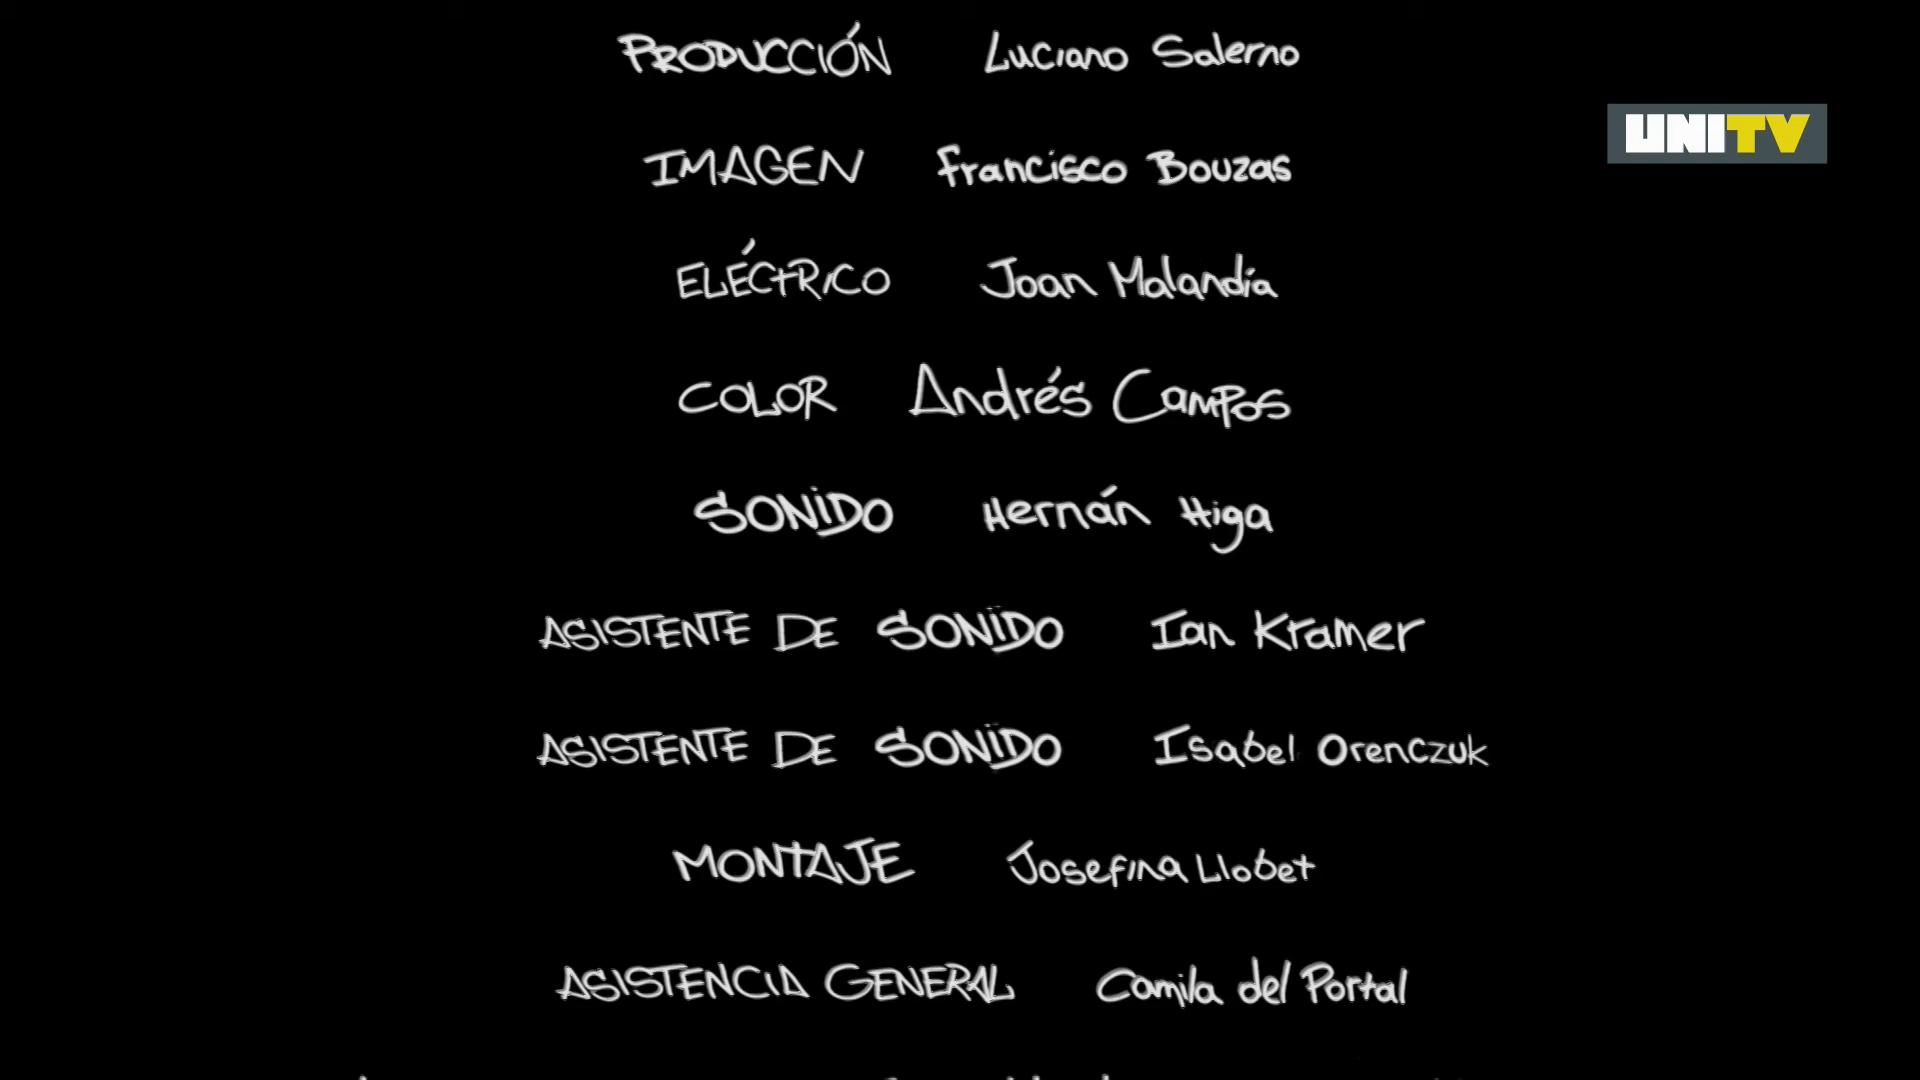 PRODUCCIÓN Luciano Salerno
UNITV
IMAGEN Francisco Bouzas
ELÉCTRICO Joan Malandía
COLOR Andrés Campos
SONIDO Hernán Higa
ASISTENTE DE SONIDO Ian Kramer
ASISTENTE DE SONIDO Isabel Orenczuk
MONTAJE Josefina Llobet
ASISTENCIA GENERAL Camila del Portal